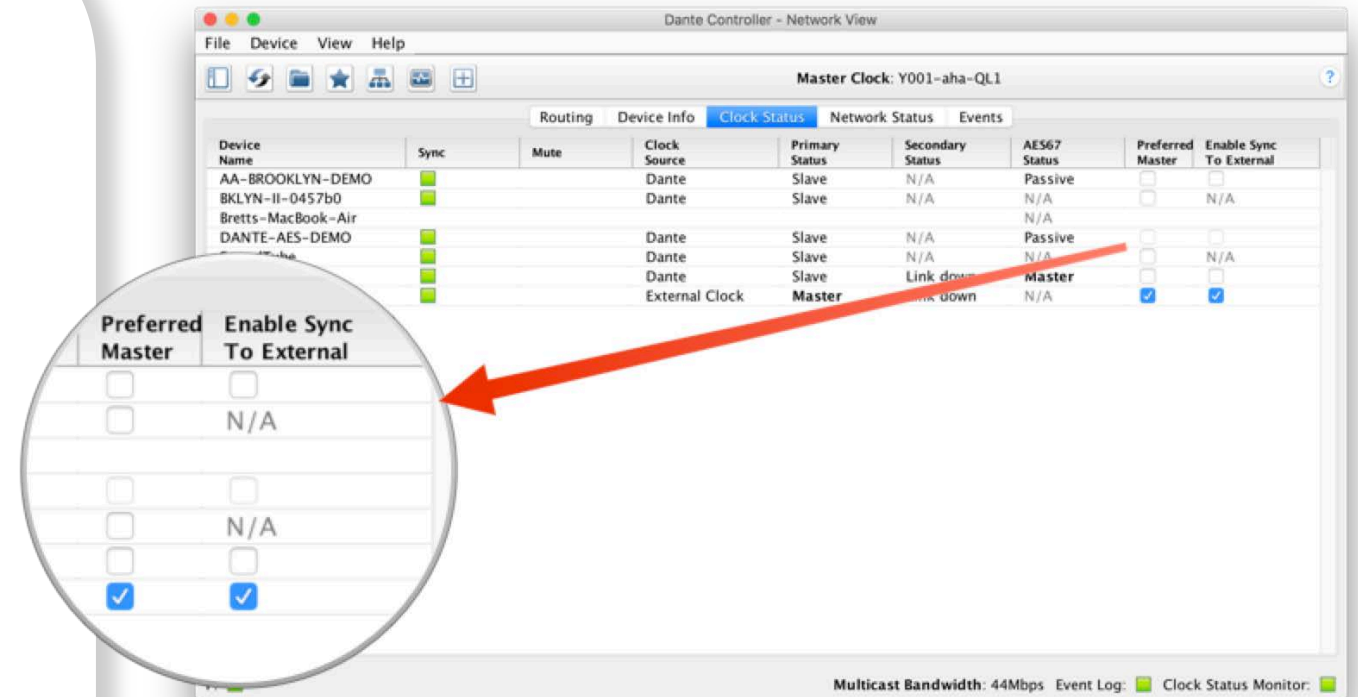 Dante Controller - Network View
File Device View Help
Master Clock: Y001-aha-QL1
?
Routing Device Info Clock Status Network Status Events
Device Name Sync Mute Clock Source Primary Status Secondary Status AES67 Status Preferred Master Enable Sync To External
AA-BROOKLYN-DEMO Dante Slave N/A Passive
BKLYN-II-0457b0 Dante Slave N/A N/A N/A
Bretts-MacBook-Air N/A
DANTE-AES-DEMO Dante Slave N/A Passive
Dante Slave N/A N/A N/A
Dante Slave Link down Master
External Clock Master down N/A
Preferred Master Enable Sync To External
N/A
N/A
Multicast Bandwidth: 44Mbps Event Log: Clock Status Monitor: